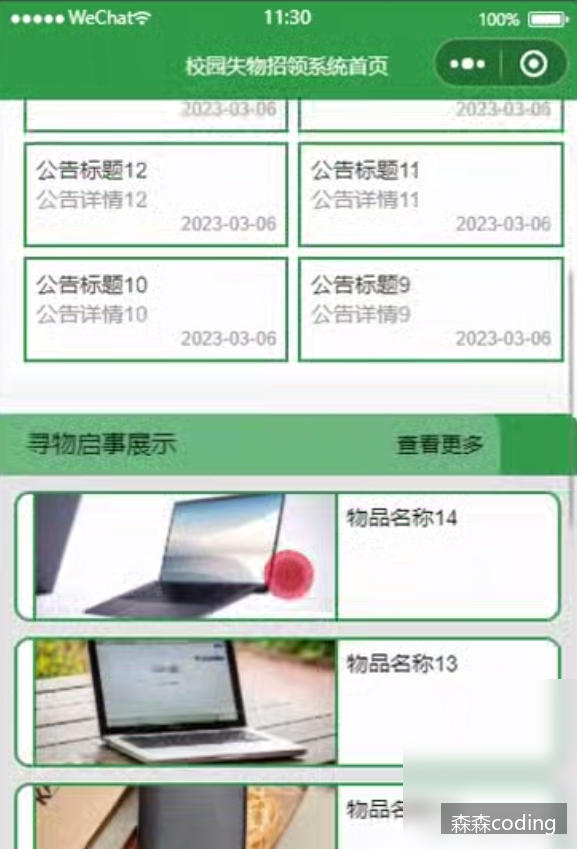 WeChat 11:30 100%
校园失物招领系统首页
2023-03-06 2023-03-06
公告标题12 公告标题11
公告详情12 公告详情11
2023-03-06 2023-03-06
公告标题10 公告标题9
公告详情10 公告详情9
2023-03-06 2023-03-06
寻物启事展示 查看更多
物品名称14
物品名称13
物品名
森森coding